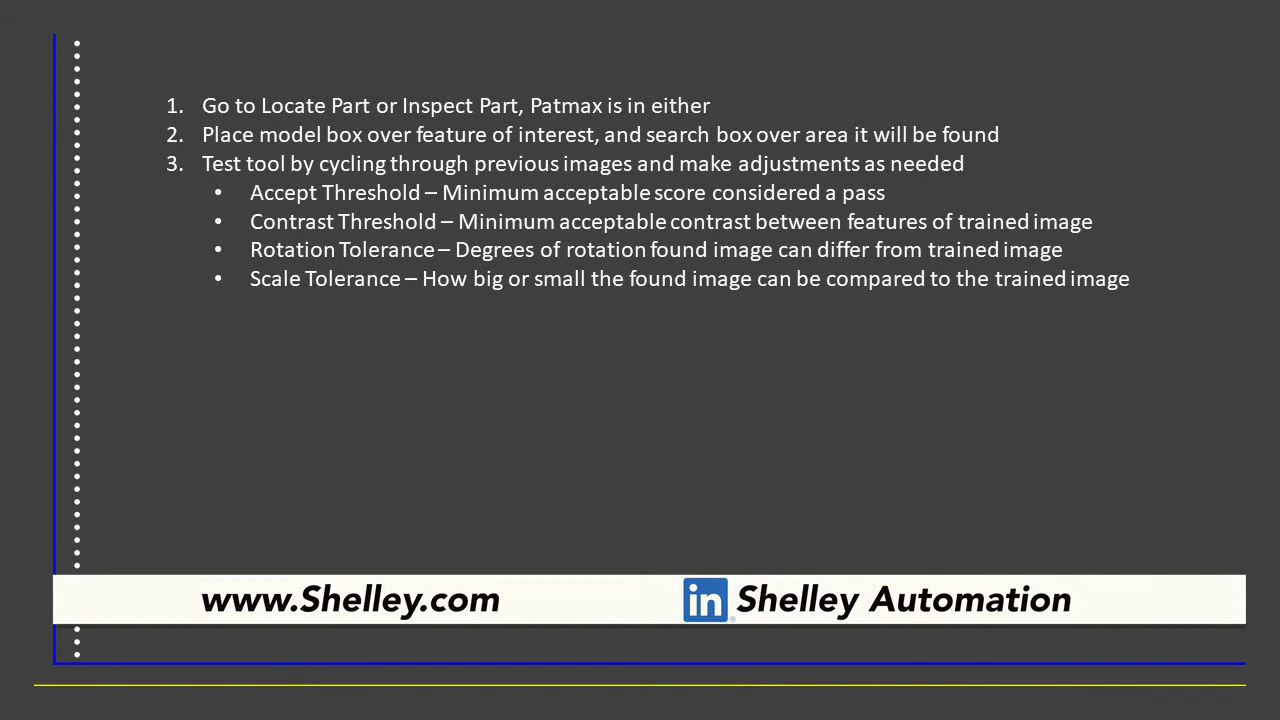 1. Go to Locate Part or Inspect Part, Patmax is in either
2. Place model box over feature of interest, and search box over area it will be found
3. Test tool by cycling through previous images and make adjustments as needed
• Accept Threshold – Minimum acceptable score considered a pass
• Contrast Threshold – Minimum acceptable contrast between features of trained image
• Rotation Tolerance – Degrees of rotation found image can differ from trained image
• Scale Tolerance – How big or small the found image can be compared to the trained image
www.Shelley.com
in® Shelley Automation